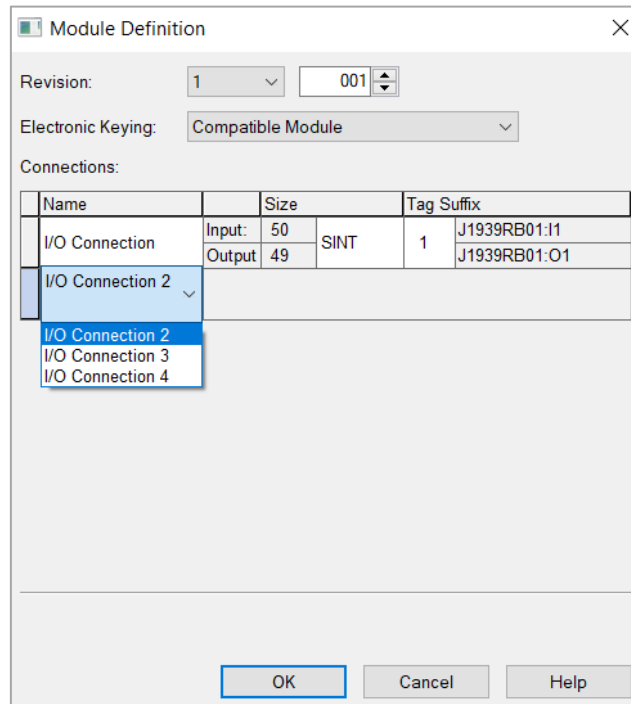 Module Definition
Revision: 1 001
Electronic Keying: Compatible Module
Connections:
Name Size Tag Suffix
I/O Connection Input: 50 SINT 1 J1939RB01:I1
Output 49 J1939RB01:O1
I/O Connection 2
I/O Connection 2
I/O Connection 3
I/O Connection 4
OK Cancel Help